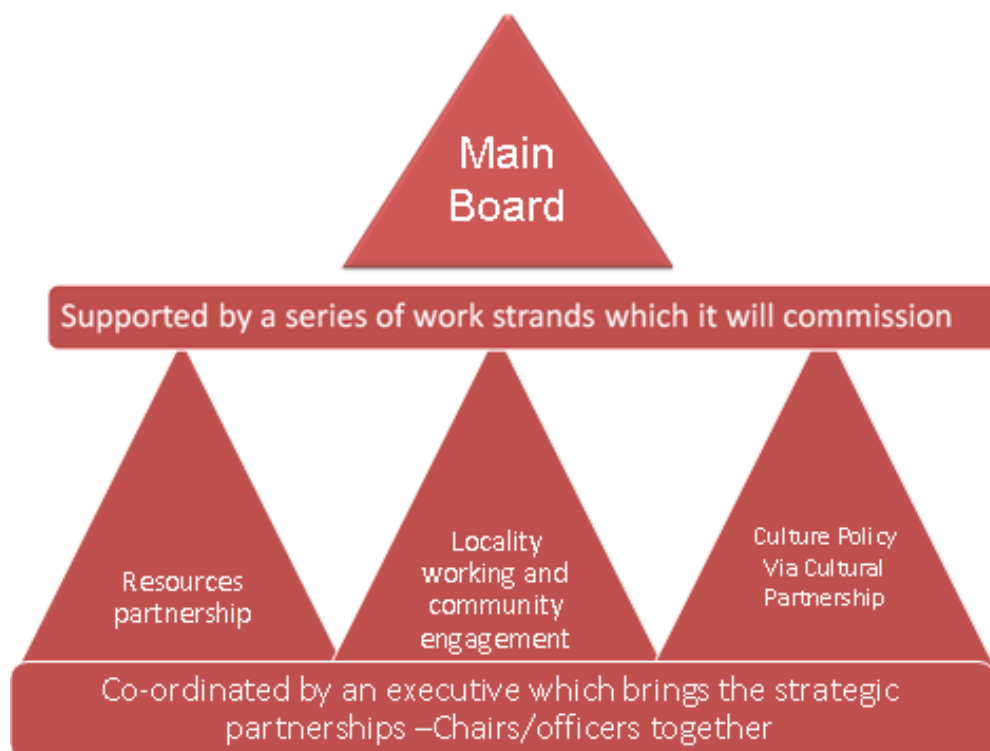 Main
Board
Supported by a series of work strands which it will commission
Resources
partnership
Locality
working and
community
engagement
Culture Policy
Via Cultural
Partnership
Co-ordinated by an executive which brings the strategic
partnerships –Chairs/officers together